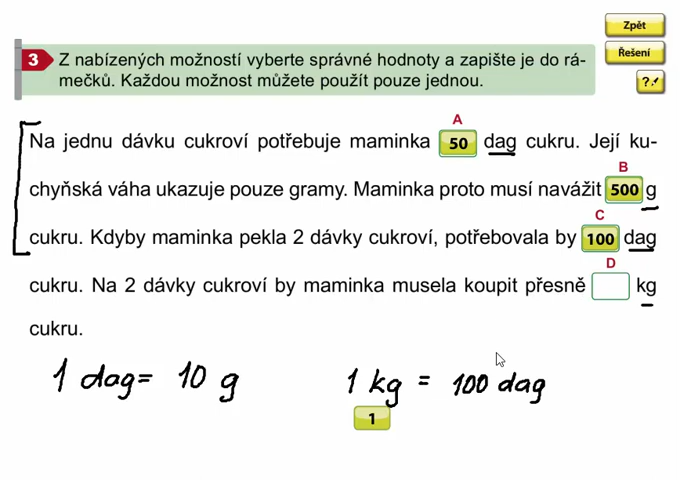 Zpět
Řešení
?
3 Z nabízených možností vyberte správné hodnoty a zapište je do rá-
mečků. Každou možnost můžete použít pouze jednou.
A
Na jednu dávku cukroví potřebuje maminka 50 dag cukru. Její ku-
B
chyňská váha ukazuje pouze gramy. Maminka proto musí navážit 500 g
C
cukru. Kdyby maminka pekla 2 dávky cukroví, potřebovala by 100 dag
D
cukru. Na 2 dávky cukroví by maminka musela koupit přesně kg
cukru.
1 dag = 10 g 1 kg = 100 dag
1